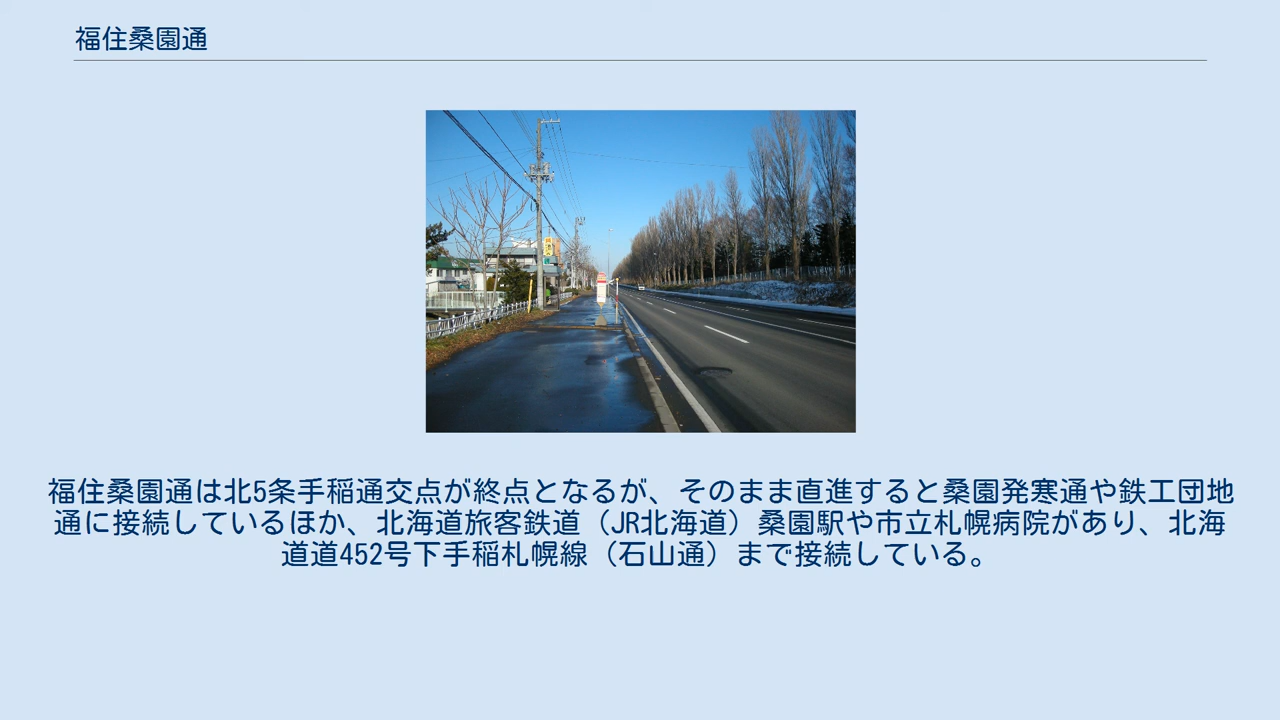 福住桑園通
福住桑園通は北5条手稲通交点が終点となるが、そのまま直進すると桑園発寒通や鉄工団地
通に接続しているほか、北海道旅客鉄道（JR北海道）桑園駅や市立札幌病院があり、北海
道道452号下手稲札幌線（石山通）まで接続している。